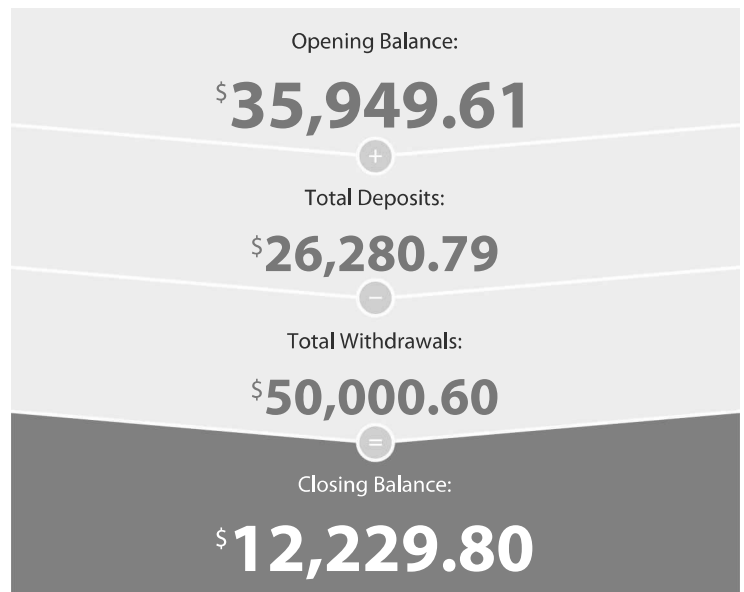 Opening Balance:
$35,949.61
+
Total Deposits:
$26,280.79
−
Total Withdrawals:
$50,000.60
=
Closing Balance:
$12,229.80